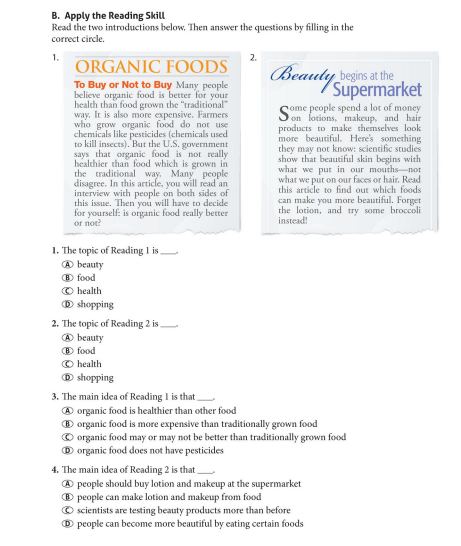 B. Apply the Reading Skill
Read the two introductions below. Then answer the questions by filling in the
correct circle.
1.
ORGANIC FOODS
To Buy or Not to Buy Many people
believe organic food is better for your
health than food grown the "traditional"
way. It is also more expensive. Farmers
who grow organic food do not use
chemicals like pesticides (chemicals used
to kill insects). But the U.S. government
says that organic food is not really
healthier than food which is grown in
the traditional way. Many people
disagree. In this article, you will read an
interview with people on both sides of
this issue. Then you will have to decide
for yourself: is organic food really better
or not?
2.
Beauty begins at the
Supermarket
Some people spend a lot of money
on lotions, makeup, and hair
products to make themselves look
more beautiful. Here's something
they may not know: scientific studies
show that beautiful skin begins with
what we put in our mouths—not
what we put on our faces or hair. Read
this article to find out which foods
can make you more beautiful. Forget
the lotion, and try some broccoli
instead!
1. The topic of Reading 1 is ____.
A beauty
B food
C health
D shopping
2. The topic of Reading 2 is ____.
A beauty
B food
C health
D shopping
3. The main idea of Reading 1 is that ____.
A organic food is healthier than other food
B organic food is more expensive than traditionally grown food
C organic food may or may not be better than traditionally grown food
D organic food does not have pesticides
4. The main idea of Reading 2 is that ____.
A people should buy lotion and makeup at the supermarket
B people can make lotion and makeup from food
C scientists are testing beauty products more than before
D people can become more beautiful by eating certain foods